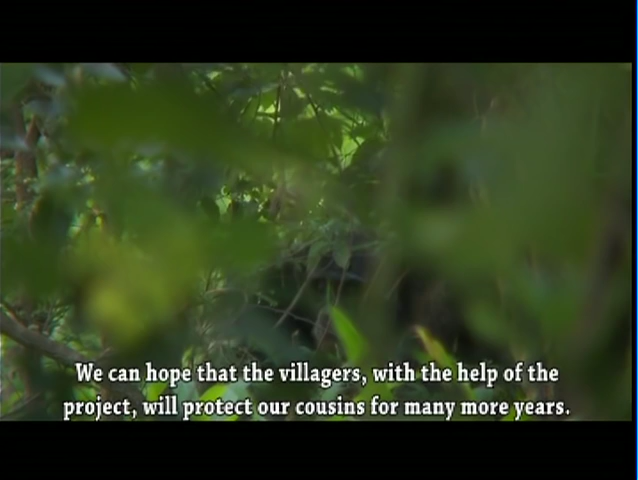 We can hope that the villagers, with the help of the
project, will protect our cousins for many more years.